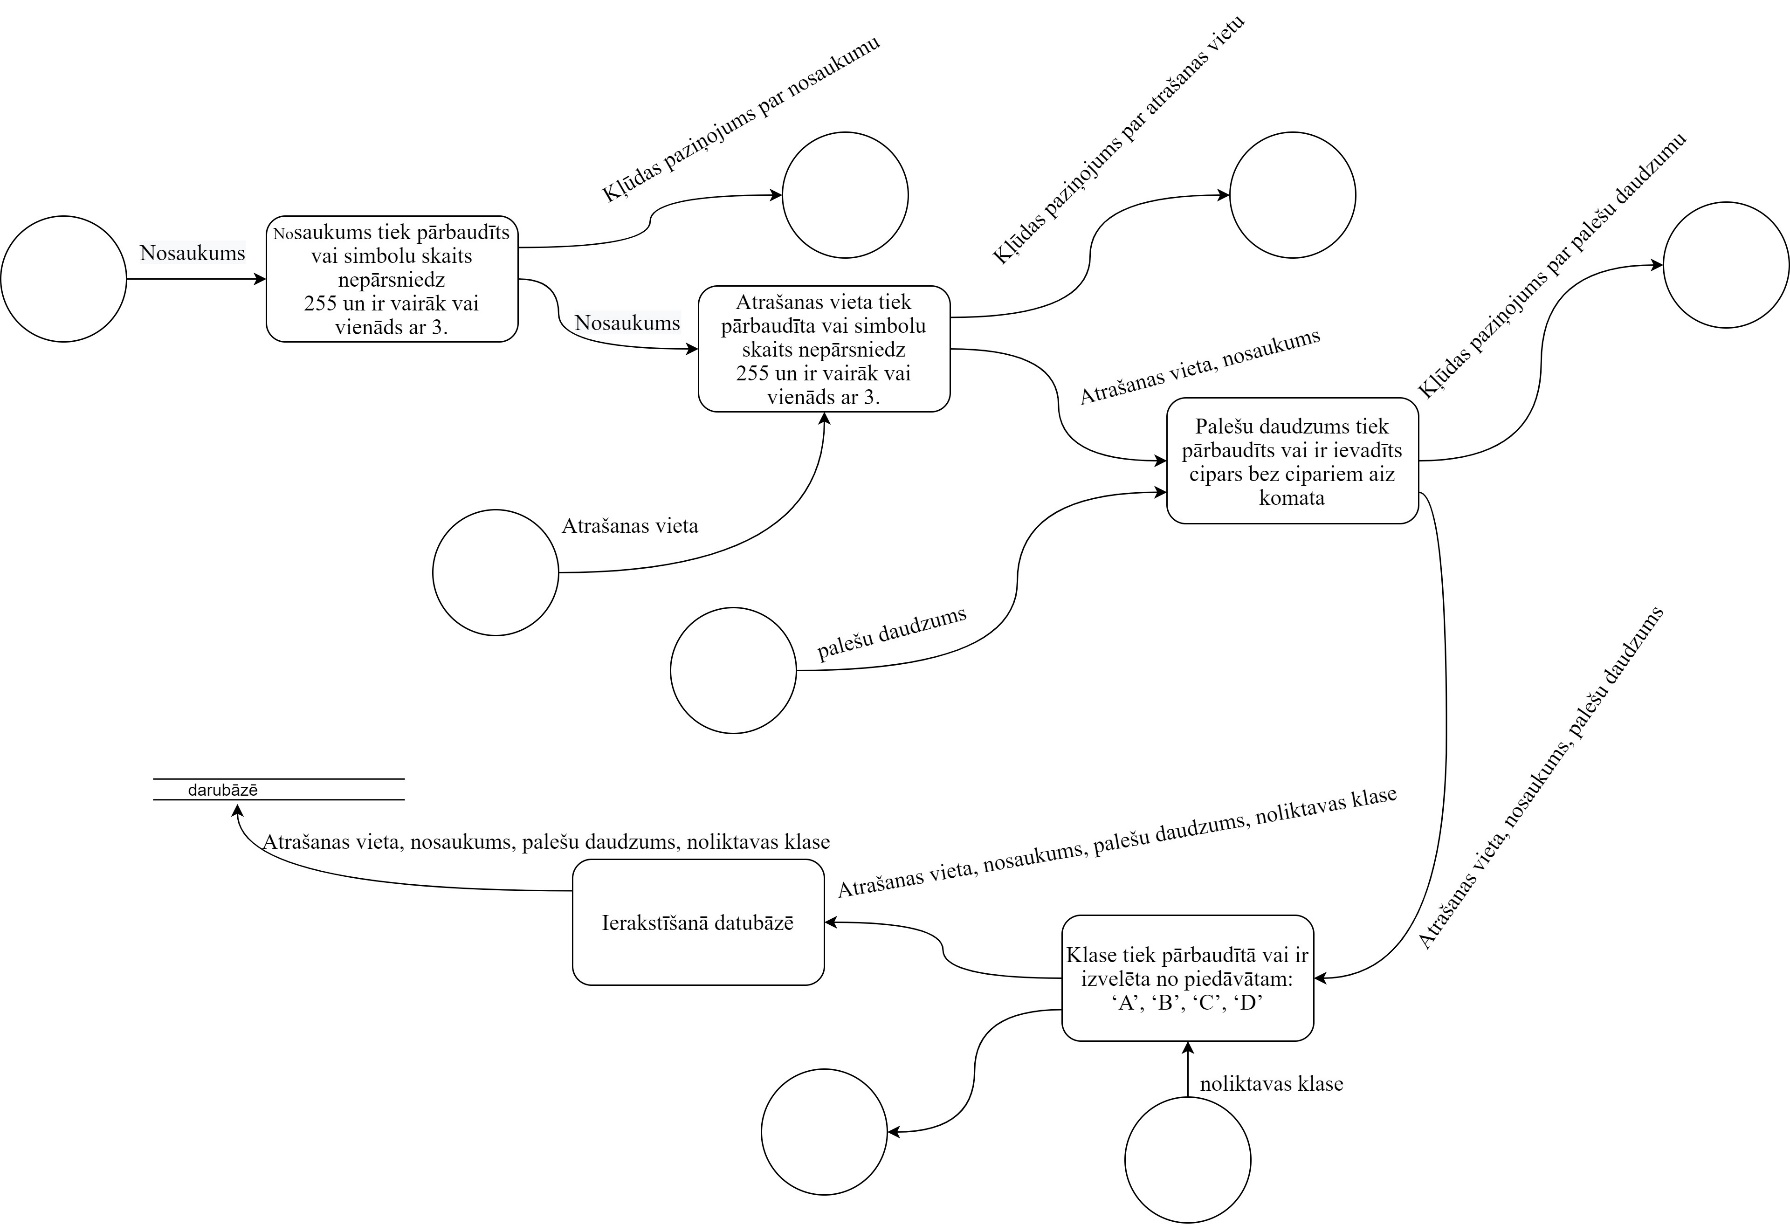 Kļūdas paziņojums par nosaukumu
Kļūdas paziņojums par atrašanas vietu
Kļūdas paziņojums par palešu daudzumu
Nosaukums
Nosaukums tiek pārbaudīts
vai simbolu skaits
nepārsniedz
255 un ir vairāk vai
vienāds ar 3.
Nosaukums
Atrašanas vieta tiek
pārbaudīta vai simbolu
skaits nepārsniedz
255 un ir vairāk vai
vienāds ar 3.
Atrašanas vieta, nosaukums
Palešu daudzums tiek
pārbaudīts vai ir ievadīts
cipars bez cipariem aiz
komata
Atrašanas vieta
palešu daudzums
Atrašanas vieta, nosaukums, palešu daudzums
darubāzē
Atrašanas vieta, nosaukums, palešu daudzums, noliktavas klase
Atrašanas vieta, nosaukums, palešu daudzums, noliktavas klase
Ierakstīšanā datubāzē
Klase tiek pārbaudītā vai ir
izvelēta no piedāvātam:
‘A’, ‘B’, ‘C’, ‘D’
noliktavas klase